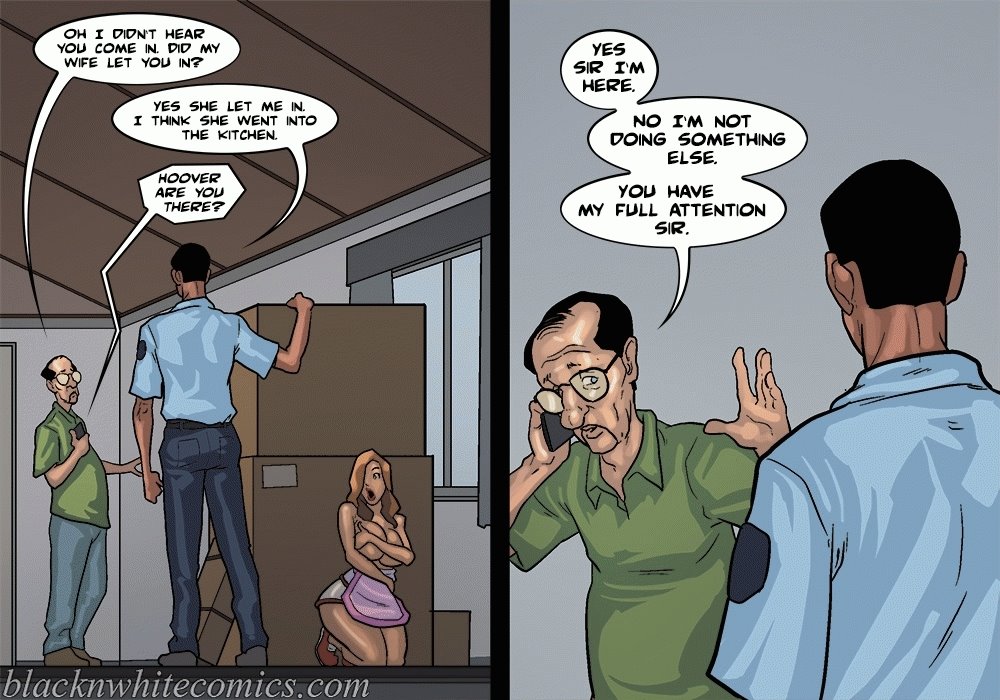 OH I DIDN'T HEAR
YOU COME IN. DID MY
WIFE LET YOU IN?
YES SHE LET ME IN.
I THINK SHE WENT INTO
THE KITCHEN.
HOOVER
ARE YOU
THERE?
YES
SIR I'M
HERE.
NO I'M NOT
DOING SOMETHING
ELSE.
YOU HAVE
MY FULL ATTENTION
SIR.
blacknwhitecomics.com